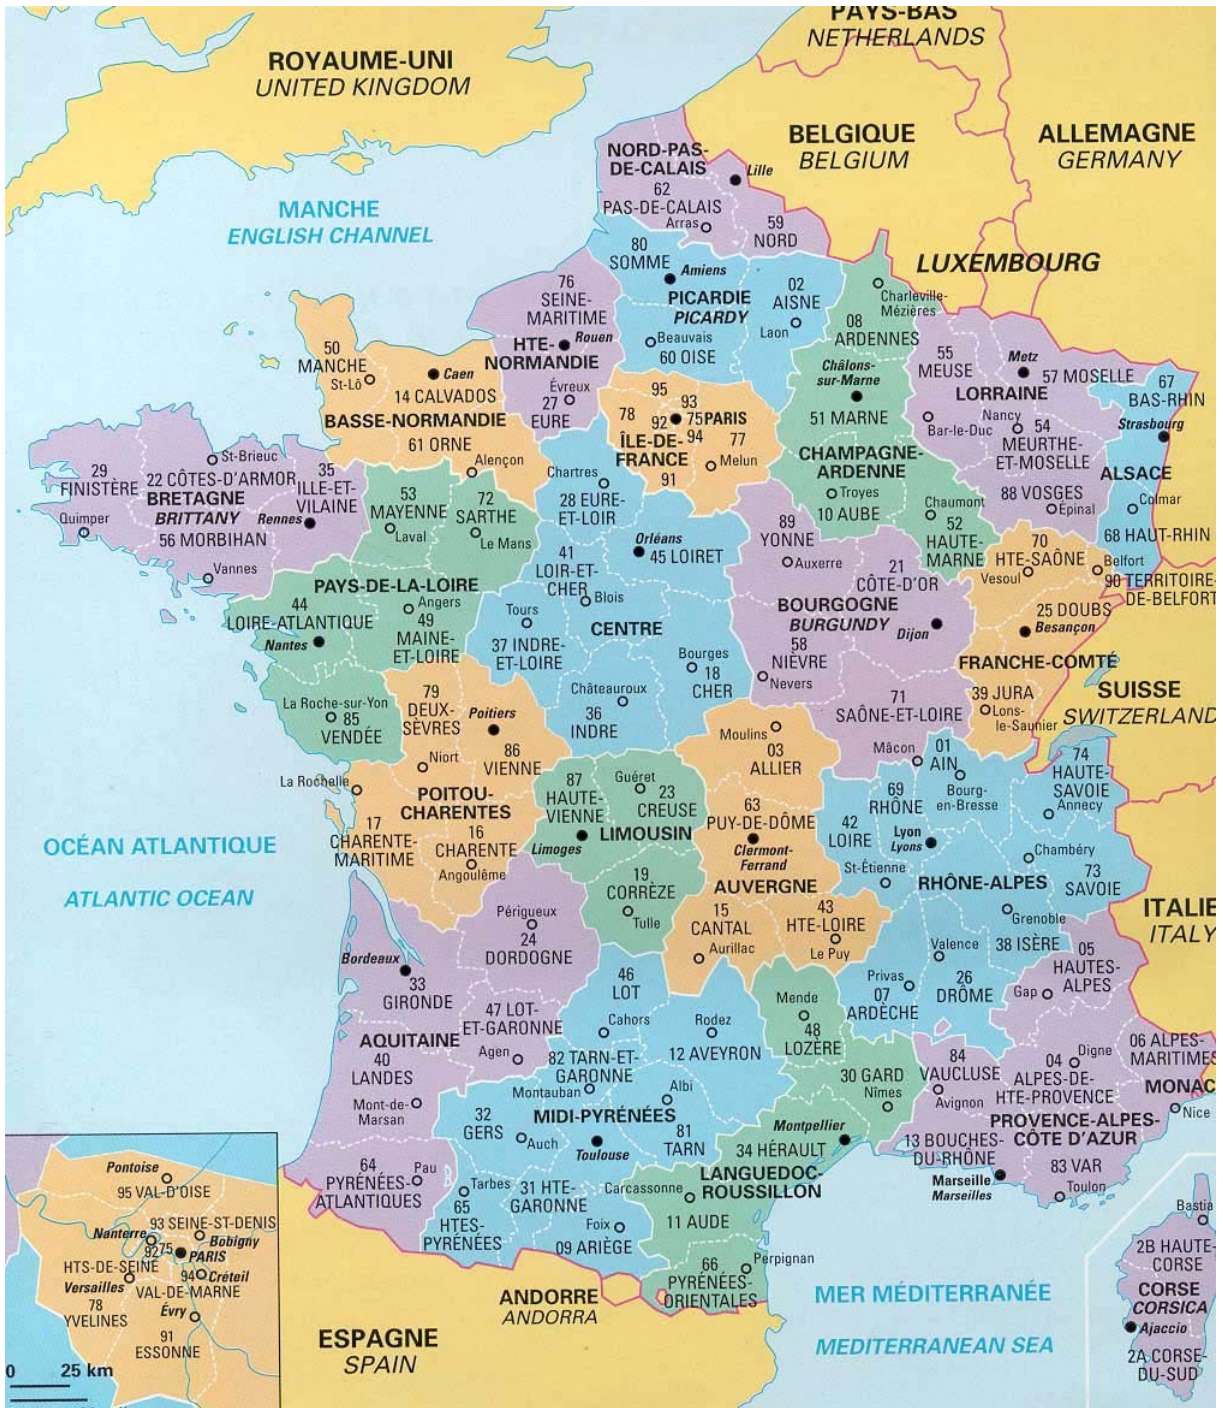 PAYS-BAS
NETHERLANDS
ROYAUME-UNI
UNITED KINGDOM
BELGIQUE
BELGIUM
ALLEMAGNE
GERMANY
LUXEMBOURG
MANCHE
ENGLISH CHANNEL
NORD-PAS-
DE-CALAIS
Lille
62
PAS-DE-CALAIS
Arras
59
NORD
80
SOMME
Amiens
PICARDIE
PICARDY
02
AISNE
Laon
Beauvais
60 OISE
76
SEINE-
MARITIME
Rouen
HTE-
NORMANDIE
Évreux
27
EURE
50
MANCHE
St-Lô
Caen
14 CALVADOS
BASSE-NORMANDIE
61 ORNE
Alençon
95
93
78
92
75 PARIS
94
77
ÎLE-DE-
FRANCE
Melun
91
Charleville-
Mézières
08
ARDENNES
Châlons-
sur-Marne
51 MARNE
CHAMPAGNE-
ARDENNE
Troyes
10 AUBE
Chaumont
52
HAUTE-
MARNE
55
MEUSE
Metz
57 MOSELLE
LORRAINE
Bar-le-Duc
Nancy
54
MEURTHE-
ET-MOSELLE
88 VOSGES
Épinal
67
BAS-RHIN
Strasbourg
ALSACE
Colmar
68 HAUT-RHIN
29
FINISTÈRE
Quimper
St-Brieuc
22 CÔTES-D'ARMOR
BRETAGNE
BRITTANY
56 MORBIHAN
Vannes
35
ILLE-ET-
VILAINE
Rennes
53
MAYENNE
Laval
72
SARTHE
Le Mans
PAYS-DE-LA-LOIRE
44
LOIRE-ATLANTIQUE
Nantes
Angers
49
MAINE-
ET-LOIRE
La Roche-sur-Yon
85
VENDÉE
Chartres
28 EURE-
ET-LOIR
Orléans
45 LOIRET
41
LOIR-ET-
CHER
Blois
Tours
37 INDRE-
ET-LOIRE
CENTRE
Bourges
18
CHER
Châteauroux
36
INDRE
89
YONNE
Auxerre
21
CÔTE-D'OR
BOURGOGNE
BURGUNDY
Dijon
58
NIÈVRE
Nevers
71
SAÔNE-ET-LOIRE
Mâcon
70
HTE-SAÔNE
Vesoul
Belfort
90 TERRITOIRE-
DE-BELFORT
25 DOUBS
Besançon
FRANCHE-COMTÉ
39 JURA
Lons-
le-Saunier
SUISSE
SWITZERLAND
79
DEUX-
SÈVRES
Niort
Poitiers
86
VIENNE
La Rochelle
POITOU-
CHARENTES
17
CHARENTE-
MARITIME
16
CHARENTE
Angoulême
87
HAUTE-
VIENNE
Limoges
Guéret
23
CREUSE
LIMOUSIN
19
CORRÈZE
Tulle
Moulins
03
ALLIER
63
PUY-DE-DÔME
Clermont-
Ferrand
AUVERGNE
15
CANTAL
Aurillac
43
HTE-LOIRE
Le Puy
01
AIN
Bourg-
en-Bresse
74
HAUTE-
SAVOIE
Annecy
69
RHÔNE
42
LOIRE
Lyon
Lyons
St-Étienne
Chambéry
73
SAVOIE
RHÔNE-ALPES
Grenoble
38 ISÈRE
Valence
26
DRÔME
Privas
07
ARDÈCHE
ITALIE
ITALY
OCÉAN ATLANTIQUE
ATLANTIC OCEAN
Périgueux
24
DORDOGNE
Bordeaux
33
GIRONDE
47 LOT-
ET-GARONNE
Agen
AQUITAINE
40
LANDES
Mont-de-
Marsan
64
PYRÉNÉES-
ATLANTIQUES
Pau
46
LOT
Cahors
Rodez
12 AVEYRON
82 TARN-ET-
GARONNE
Montauban
Albi
81
TARN
MIDI-PYRÉNÉES
32
GERS
Auch
Toulouse
Tarbes
65
HTES-
PYRÉNÉES
31 HTE-
GARONNE
Foix
09 ARIÈGE
Mende
48
LOZÈRE
30 GARD
Nîmes
Montpellier
34 HÉRAULT
LANGUEDOC-
ROUSSILLON
Carcassonne
11 AUDE
66
PYRÉNÉES-
ORIENTALES
Perpignan
05
HAUTES-
ALPES
Gap
84
VAUCLUSE
Avignon
04
ALPES-DE-
HTE-PROVENCE
Digne
06 ALPES-
MARITIMES
MONAC
Nice
PROVENCE-ALPES-
CÔTE D'AZUR
13 BOUCHES-
DU-RHÔNE
Marseille
Marseilles
83 VAR
Toulon
Bastia
2B HAUTE-
CORSE
CORSE
CORSICA
Ajaccio
2A CORSE-
DU-SUD
MER MÉDITERRANÉE
MEDITERRANEAN SEA
ANDORRE
ANDORRA
ESPAGNE
SPAIN
Pontoise
95 VAL-D'OISE
93 SEINE-ST-DENIS
Nanterre
Bobigny
92
75
PARIS
HTS-DE-SEINE
94
Créteil
Versailles
VAL-DE-MARNE
78
YVELINES
Évry
91
ESSONNE
0 25 km